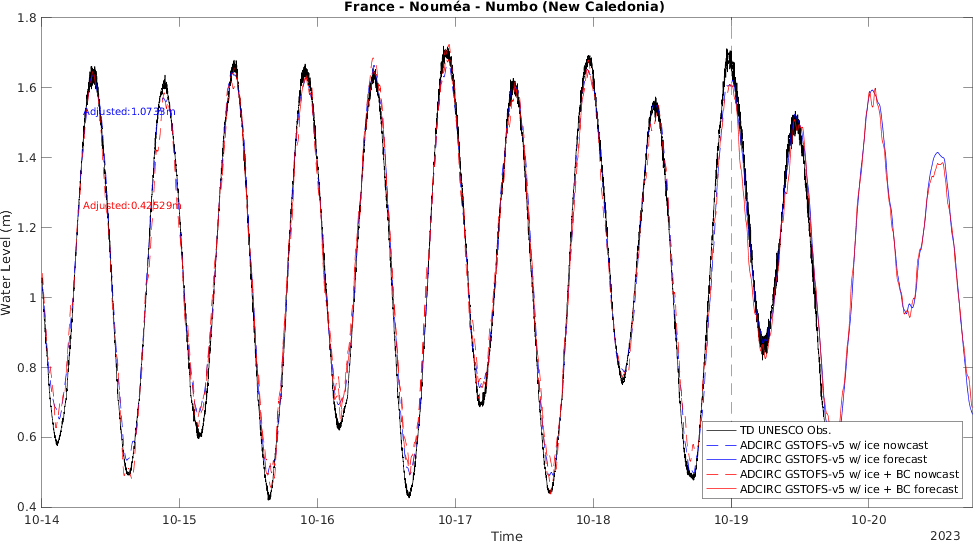 France - Nouméa - Numbo (New Caledonia)
Water Level (m)
1.8
1.6
1.4
1.2
1
0.8
0.6
0.4
Adjusted:1.0733m
Adjusted:0.42529m
TD UNESCO Obs.
ADCIRC GSTOFS-v5 w/ ice nowcast
ADCIRC GSTOFS-v5 w/ ice forecast
ADCIRC GSTOFS-v5 w/ ice + BC nowcast
ADCIRC GSTOFS-v5 w/ ice + BC forecast
10-14 10-15 10-16 10-17 10-18 10-19 10-20
Time
2023